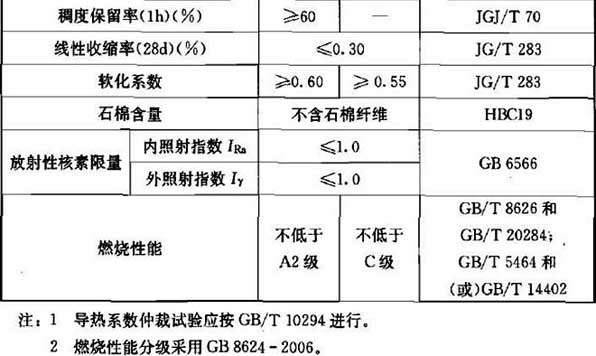 稠度保留率(1h)(%) ≥60 — JGJ/T 70
线性收缩率(28d)(%) ≤0.30 JG/T 283
软化系数 ≥0.60 ≥0.55 JG/T 283
石棉含量 不含石棉纤维 HBC19
放射性核素限量 内照射指数 IRa ≤1.0 GB 6566
外照射指数 Iγ ≤1.0
燃烧性能 不低于 A2 级 不低于 C 级 GB/T 8626 和
GB/T 20284;
GB/T 5464 和
(或)GB/T 14402
注：1 导热系数仲裁试验应按 GB/T 10294 进行。
2 燃烧性能分级采用 GB 8624-2006。